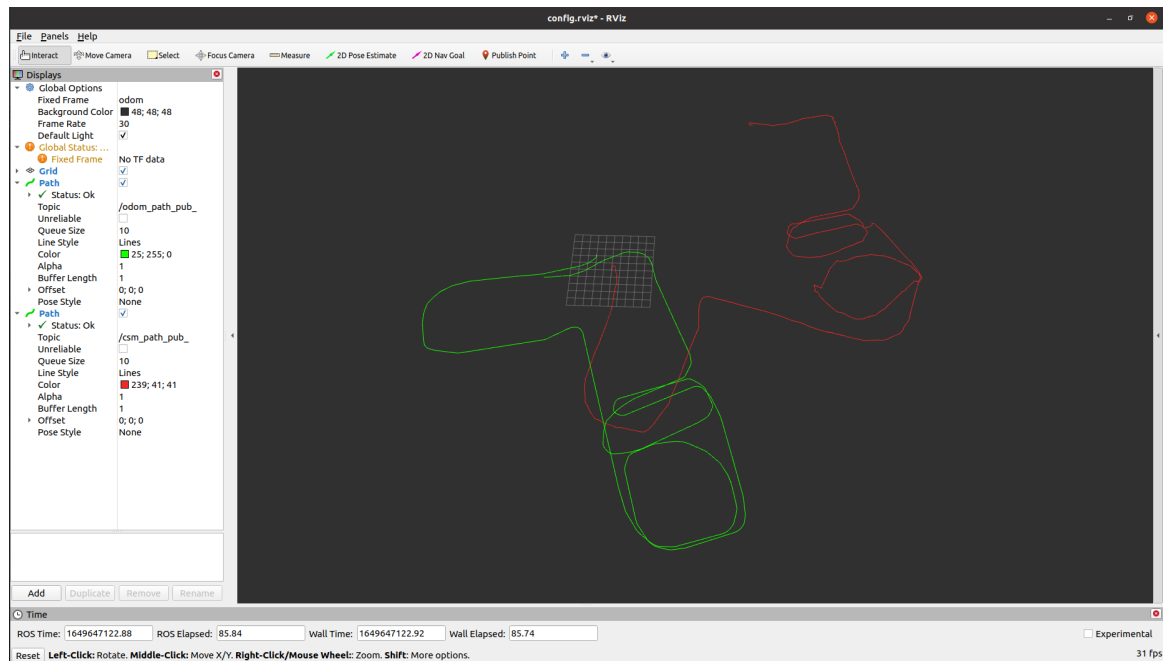 config.rviz* - RViz
File Panels Help
Interact Move Camera Select Focus Camera Measure 2D Pose Estimate 2D Nav Goal Publish Point
Displays
Global Options
Fixed Frame odom
Background Color 48; 48; 48
Frame Rate 30
Default Light
Global Status: ...
Fixed Frame No TF data
Grid
Path
Status: Ok
Topic /odom_path_pub_
Unreliable
Queue Size 10
Line Style Lines
Color 25; 255; 0
Alpha 1
Buffer Length 1
Offset 0; 0; 0
Pose Style None
Path
Status: Ok
Topic /csm_path_pub_
Unreliable
Queue Size 10
Line Style Lines
Color 239; 41; 41
Alpha 1
Buffer Length 1
Offset 0; 0; 0
Pose Style None
Add Duplicate Remove Rename
Time
ROS Time: 1649647122.88 ROS Elapsed: 85.84 Wall Time: 1649647122.92 Wall Elapsed: 85.74 Experimental
Reset Left-Click: Rotate. Middle-Click: Move X/Y. Right-Click/Mouse Wheel:: Zoom. Shift: More options. 31 fps